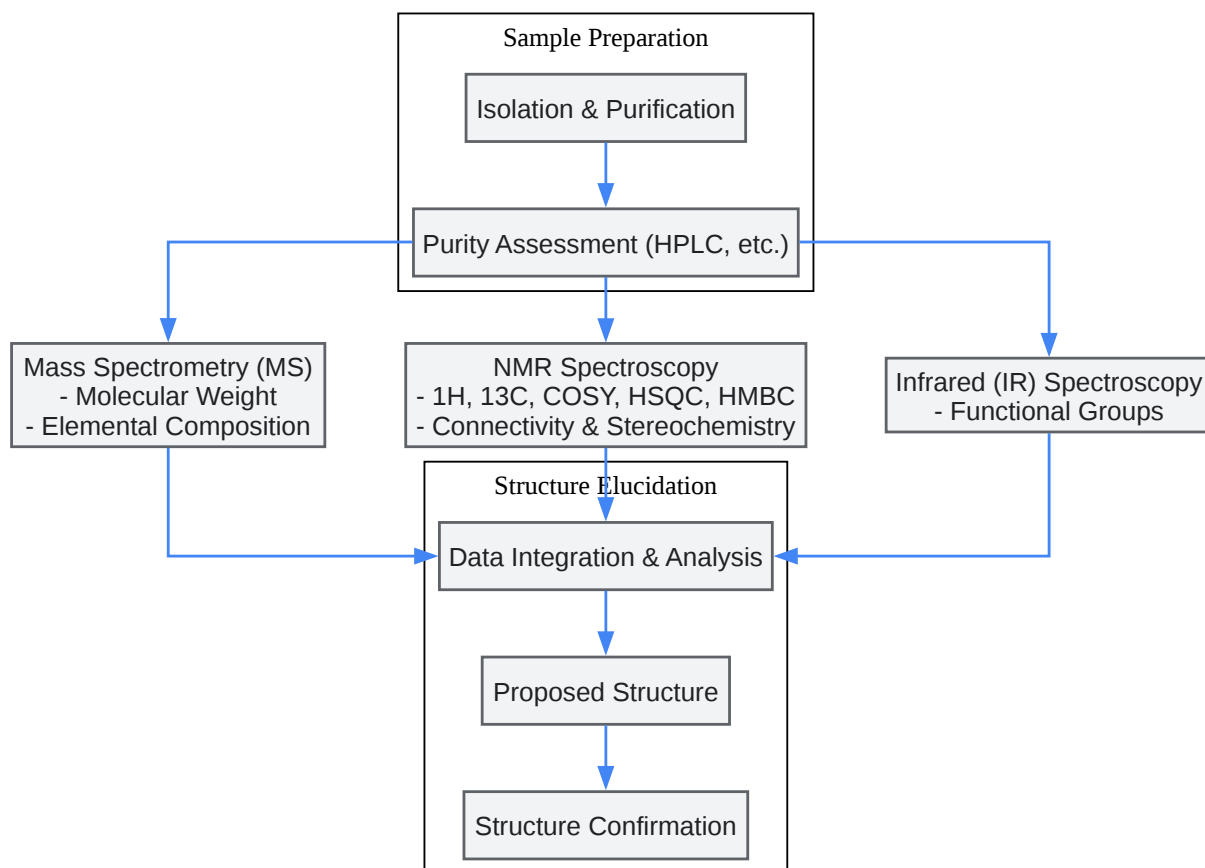 Sample Preparation
Isolation & Purification
Purity Assessment (HPLC, etc.)
Mass Spectrometry (MS)
- Molecular Weight
- Elemental Composition
NMR Spectroscopy
- 1H, 13C, COSY, HSQC, HMBC
- Connectivity & Stereochemistry
Infrared (IR) Spectroscopy
- Functional Groups
Structure Elucidation
Data Integration & Analysis
Proposed Structure
Structure Confirmation